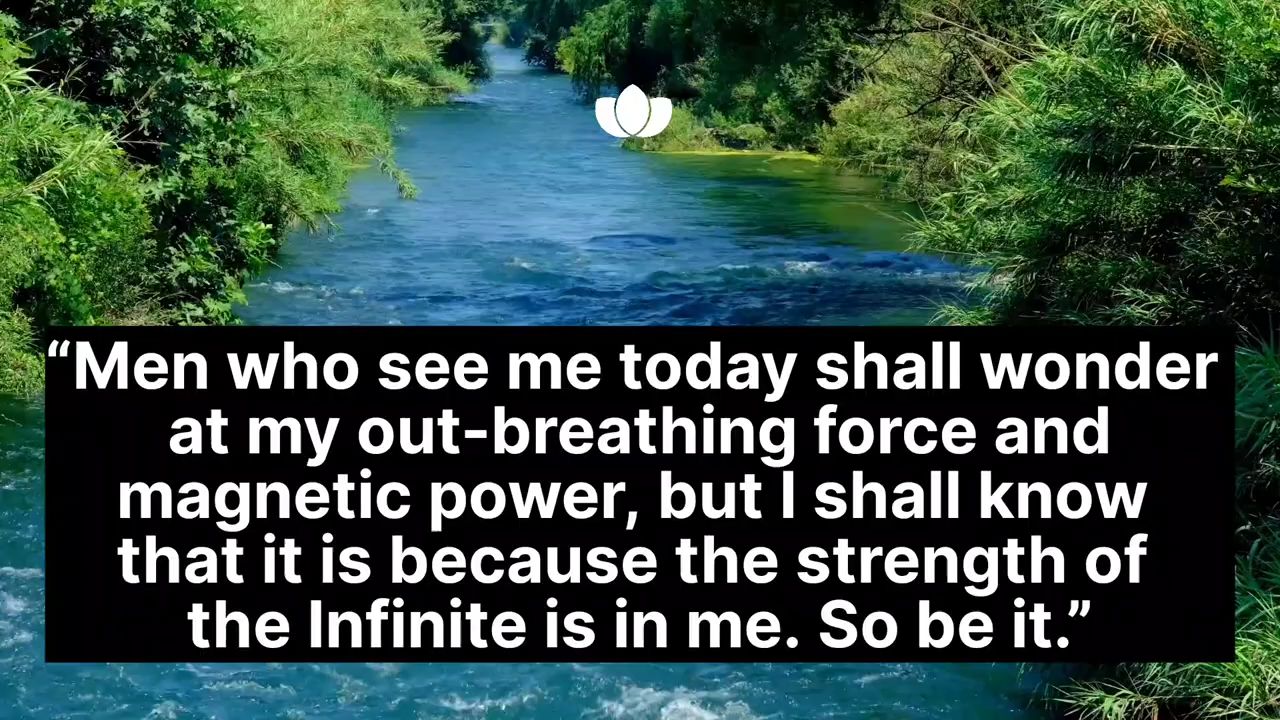 “Men who see me today shall wonder
at my out-breathing force and
magnetic power, but I shall know
that it is because the strength of
the Infinite is in me. So be it.”